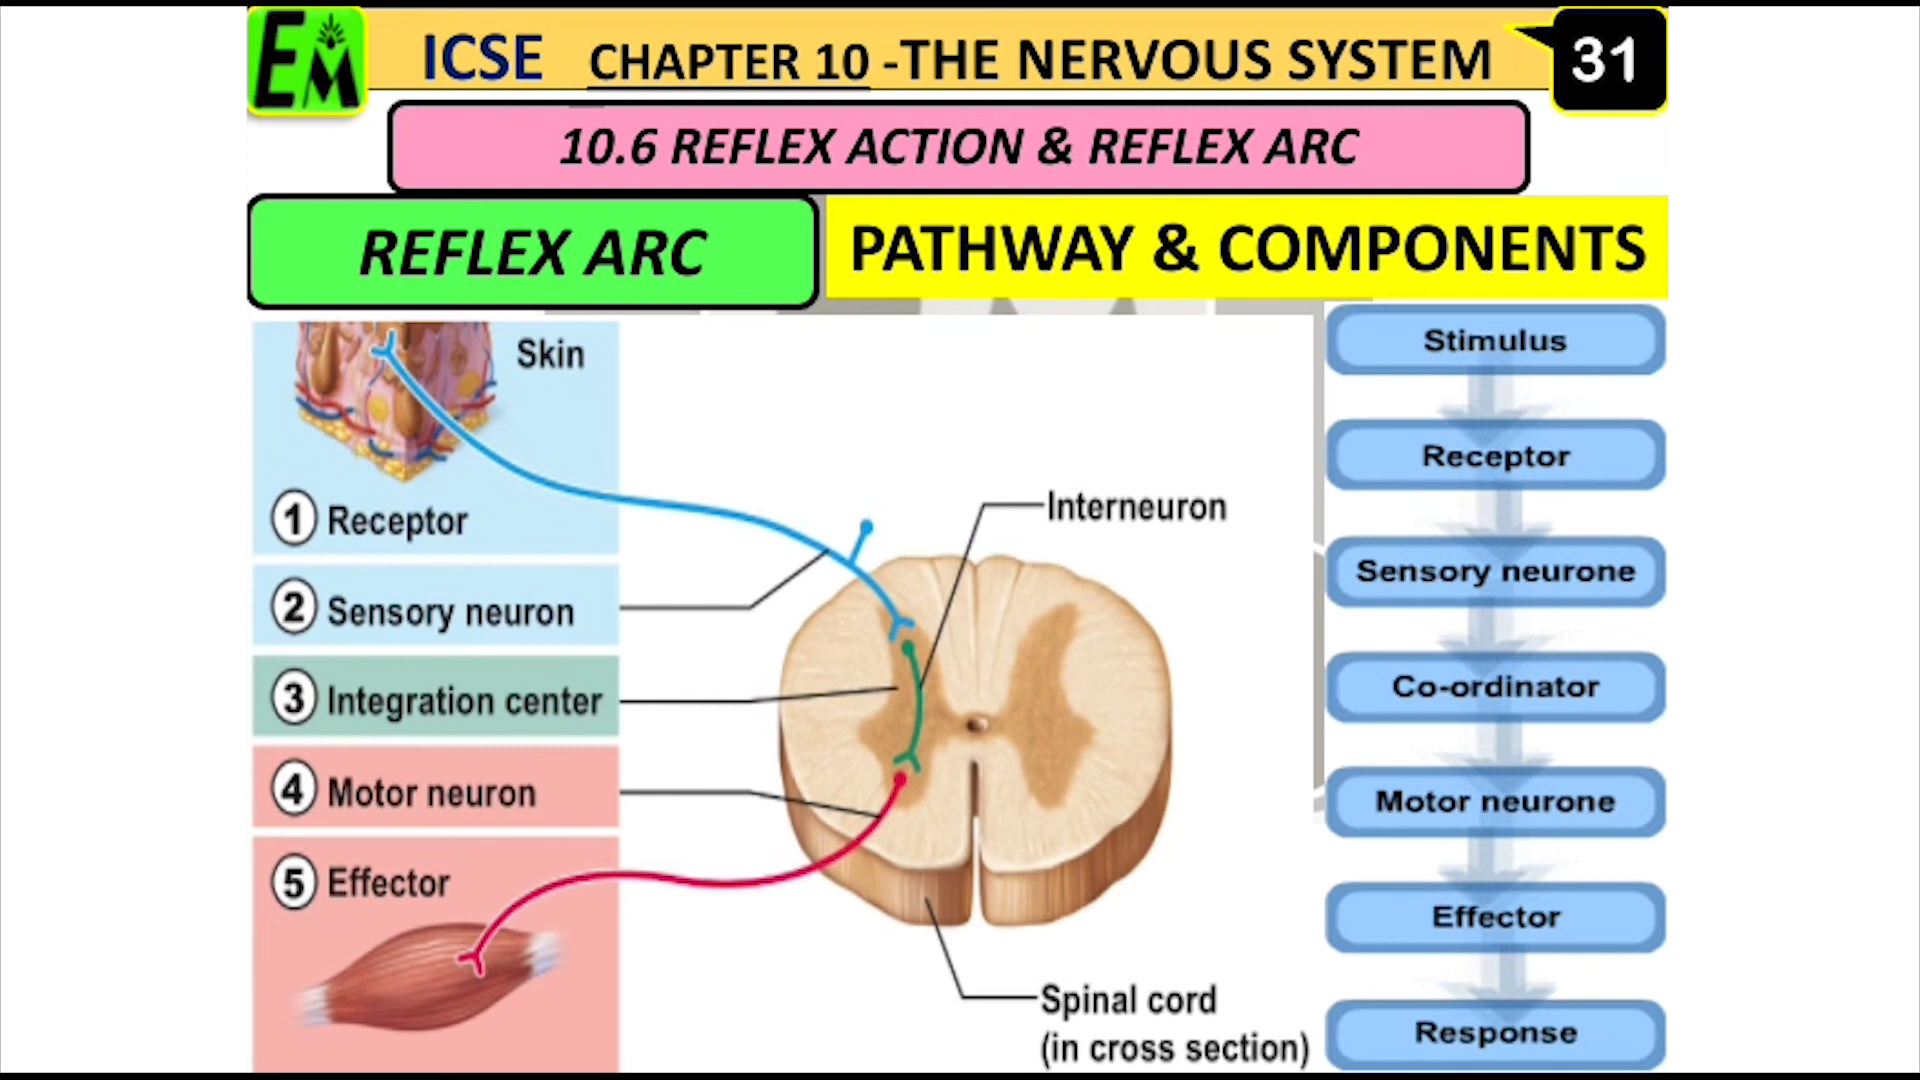 EM
ICSE CHAPTER 10 -THE NERVOUS SYSTEM
31
10.6 REFLEX ACTION & REFLEX ARC
REFLEX ARC
PATHWAY & COMPONENTS
Skin
1 Receptor
2 Sensory neuron
3 Integration center
4 Motor neuron
5 Effector
Interneuron
Spinal cord
(in cross section)
Stimulus
Receptor
Sensory neurone
Co-ordinator
Motor neurone
Effector
Response